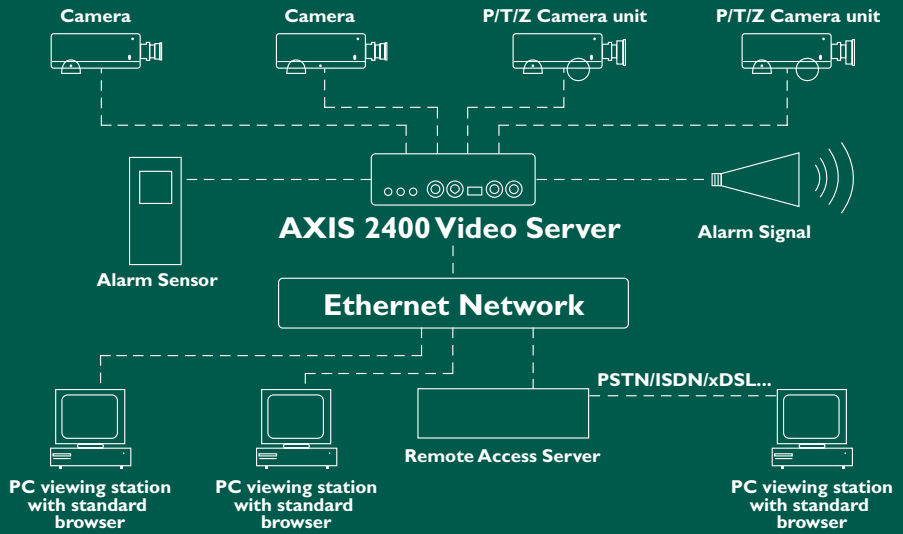 Camera
Camera
P/T/Z Camera unit
P/T/Z Camera unit
AXIS 2400 Video Server
Alarm Signal
Alarm Sensor
Ethernet Network
PSTN/ISDN/xDSL...
Remote Access Server
PC viewing station
with standard
browser
PC viewing station
with standard
browser
PC viewing station
with standard
browser